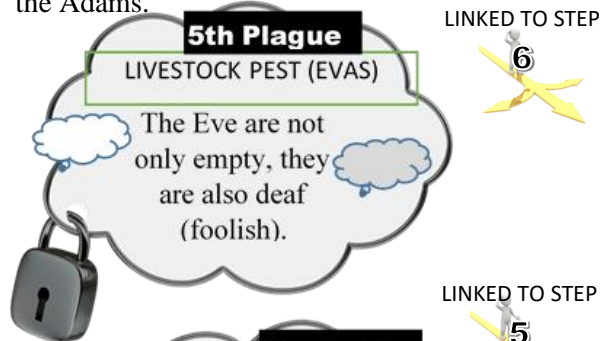 the Adams.
LINKED TO STEP
6
5th Plague
LIVESTOCK PEST (EVAS)
The Eve are not
only empty, they
are also deaf
(foolish).
LINKED TO STEP
5